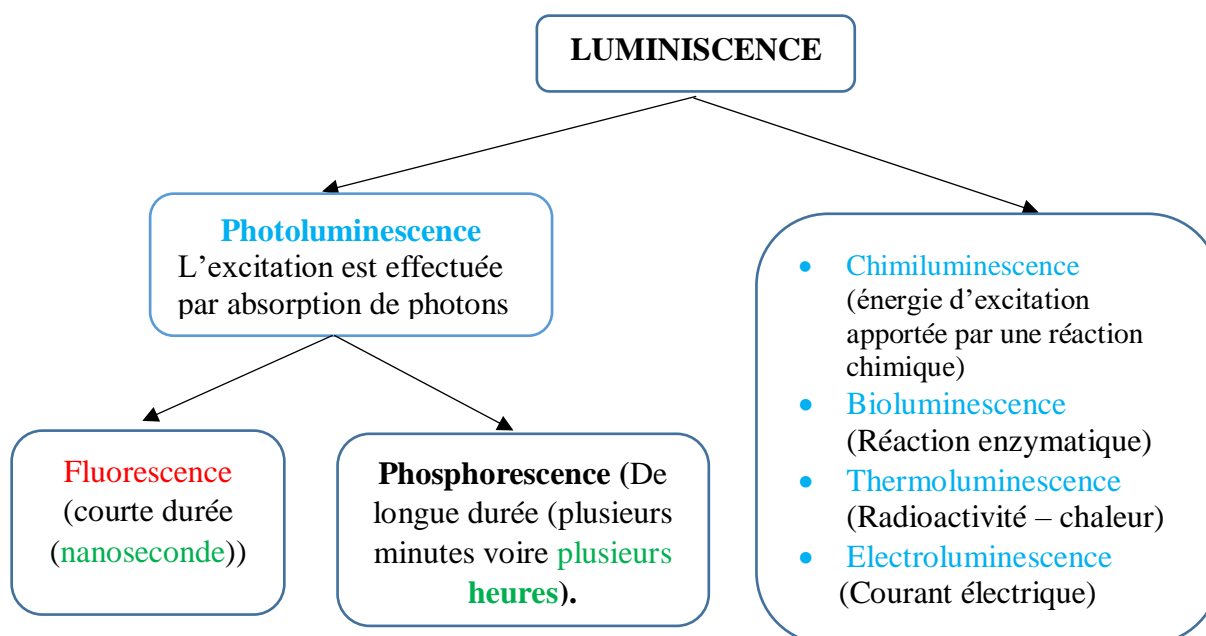 LUMINISCENCE
Photoluminescence
L’excitation est effectuée
par absorption de photons
Fluorescence
(courte durée
(nanoseconde))
Phosphorescence (De
longue durée (plusieurs
minutes voire plusieurs
heures).
• Chimiluminescence
(énergie d’excitation
apportée par une réaction
chimique)
• Bioluminescence
(Réaction enzymatique)
• Thermoluminescence
(Radioactivité – chaleur)
• Electroluminescence
(Courant électrique)